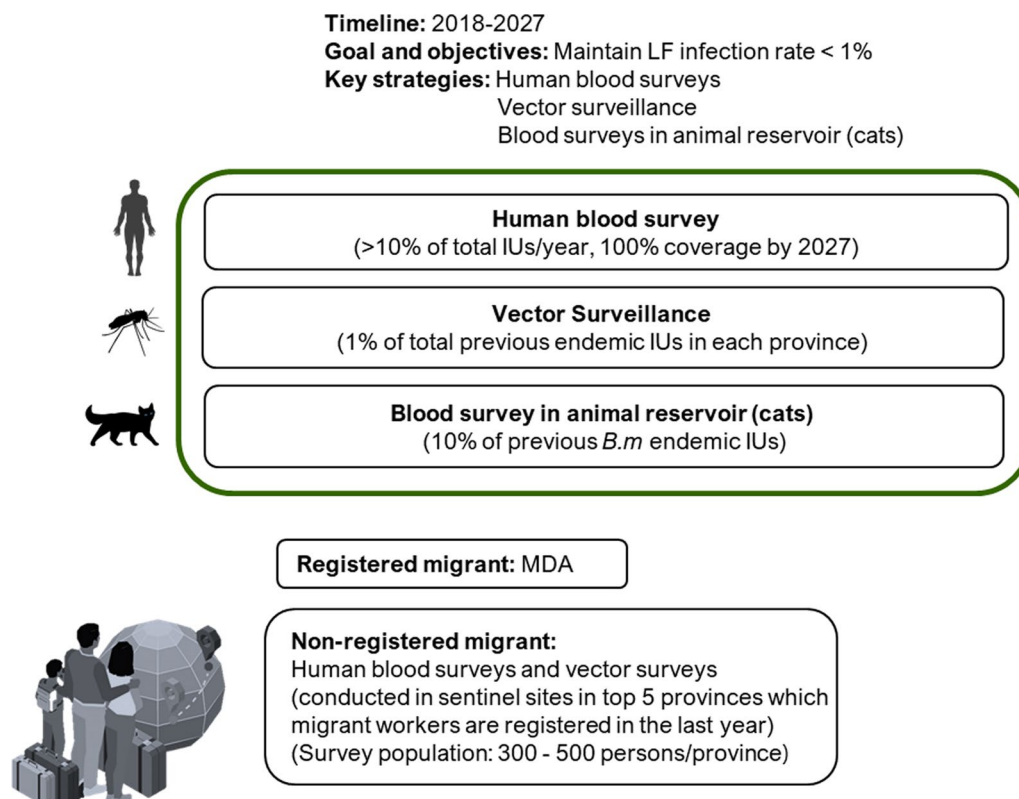 Timeline: 2018-2027
Goal and objectives: Maintain LF infection rate < 1%
Key strategies: Human blood surveys
Vector surveillance
Blood surveys in animal reservoir (cats)
Human blood survey
(>10% of total IUs/year, 100% coverage by 2027)
Vector Surveillance
(1% of total previous endemic IUs in each province)
Blood survey in animal reservoir (cats)
(10% of previous B.m endemic IUs)
Registered migrant: MDA
Non-registered migrant:
Human blood surveys and vector surveys
(conducted in sentinel sites in top 5 provinces which
migrant workers are registered in the last year)
(Survey population: 300 - 500 persons/province)